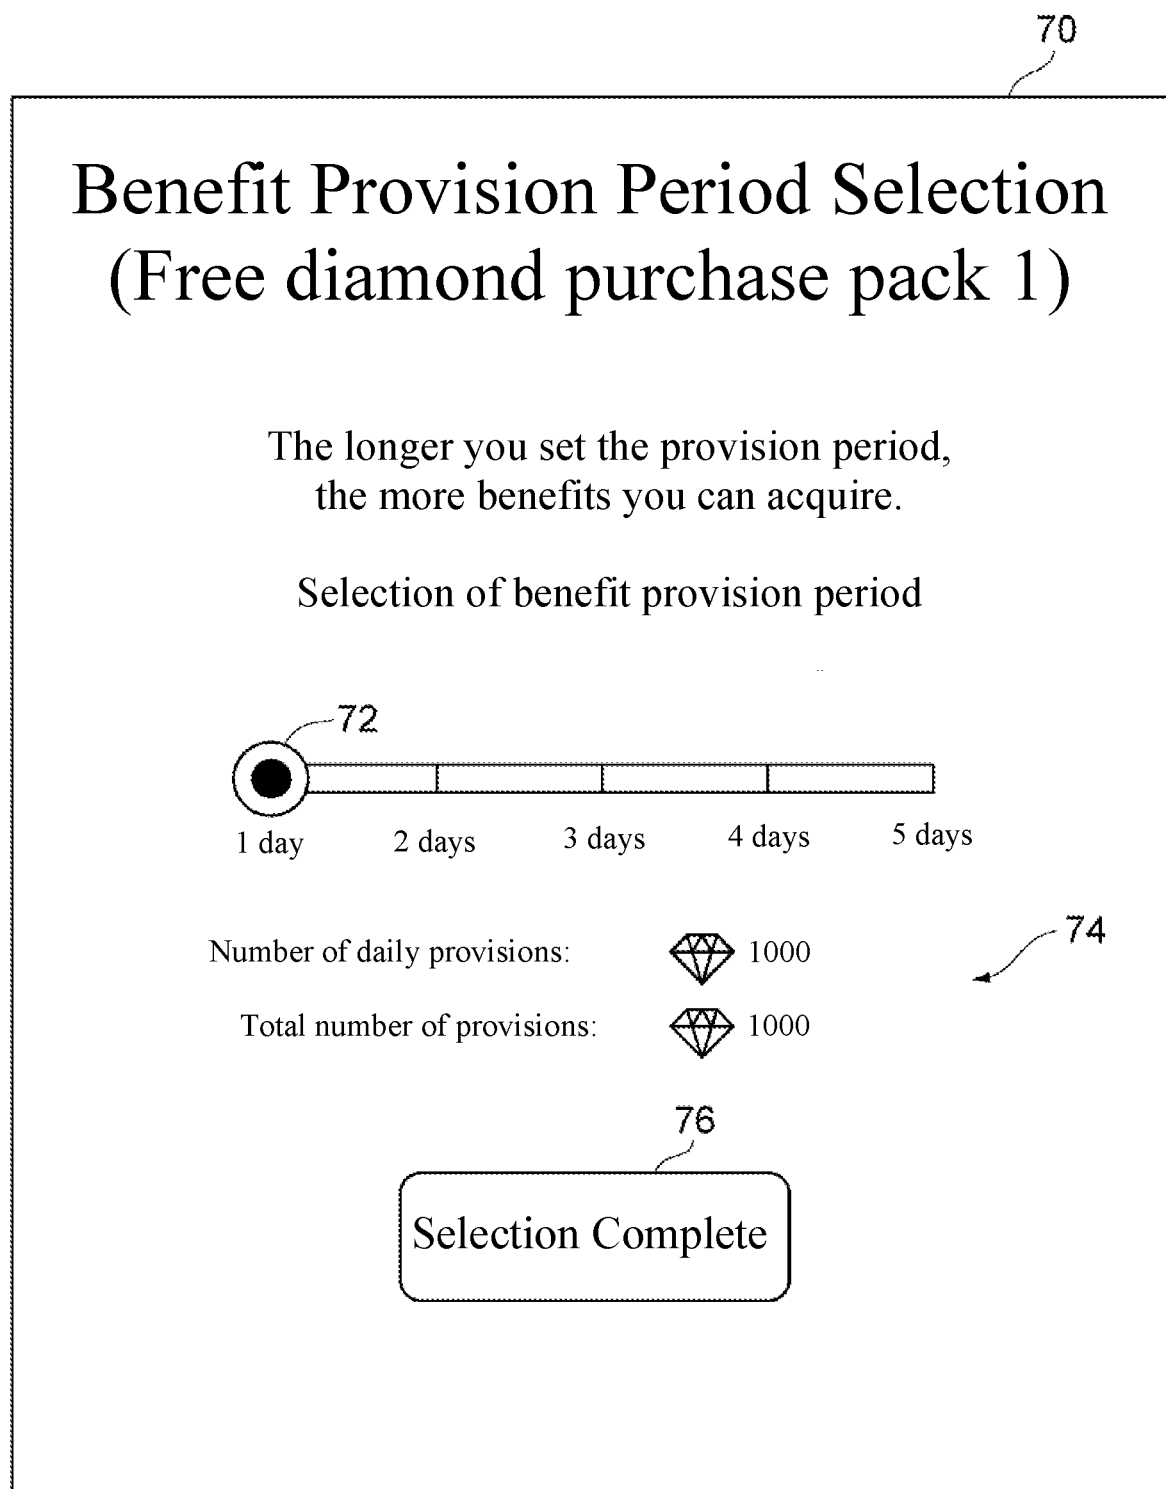 70
Benefit Provision Period Selection
(Free diamond purchase pack 1)
The longer you set the provision period,
the more benefits you can acquire.
Selection of benefit provision period
72
1 day 2 days 3 days 4 days 5 days
74
Number of daily provisions: 1000
Total number of provisions: 1000
76
Selection Complete